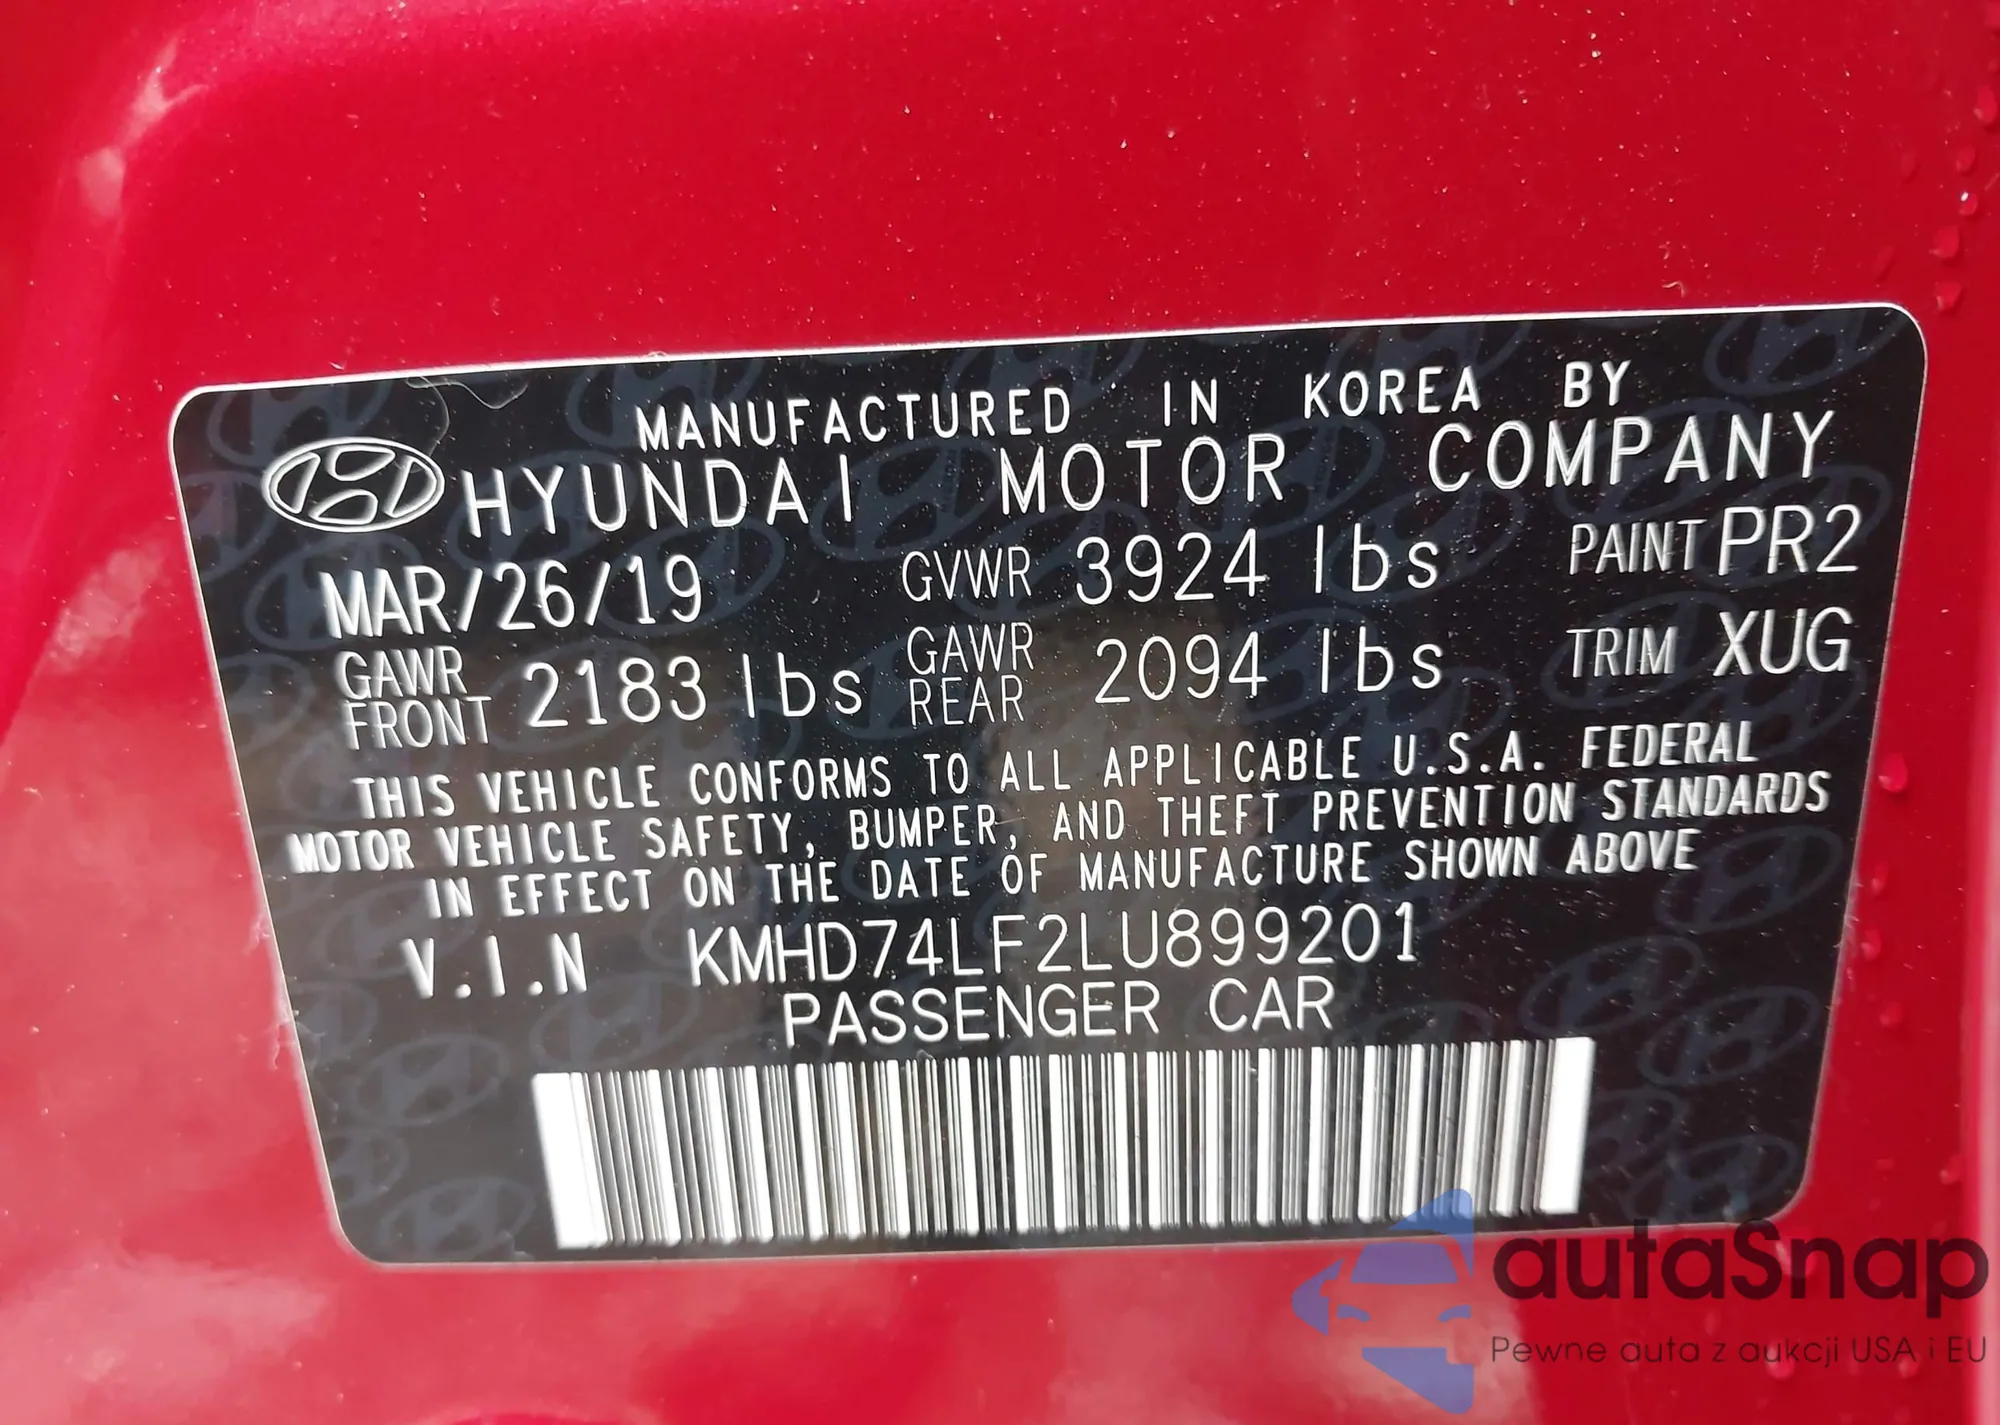 MANUFACTURED IN KOREA BY
HYUNDAI MOTOR COMPANY
MAR/26/19 GVWR 3924 lbs PAINT PR2
GAWR FRONT 2183 lbs GAWR REAR 2094 lbs TRIM XUG
THIS VEHICLE CONFORMS TO ALL APPLICABLE U.S.A. FEDERAL
MOTOR VEHICLE SAFETY, BUMPER, AND THEFT PREVENTION STANDARDS
IN EFFECT ON THE DATE OF MANUFACTURE SHOWN ABOVE
V.I.N KMHD74LF2LU899201
PASSENGER CAR
autaSnap
Pewne auta z aukcji USA i EU